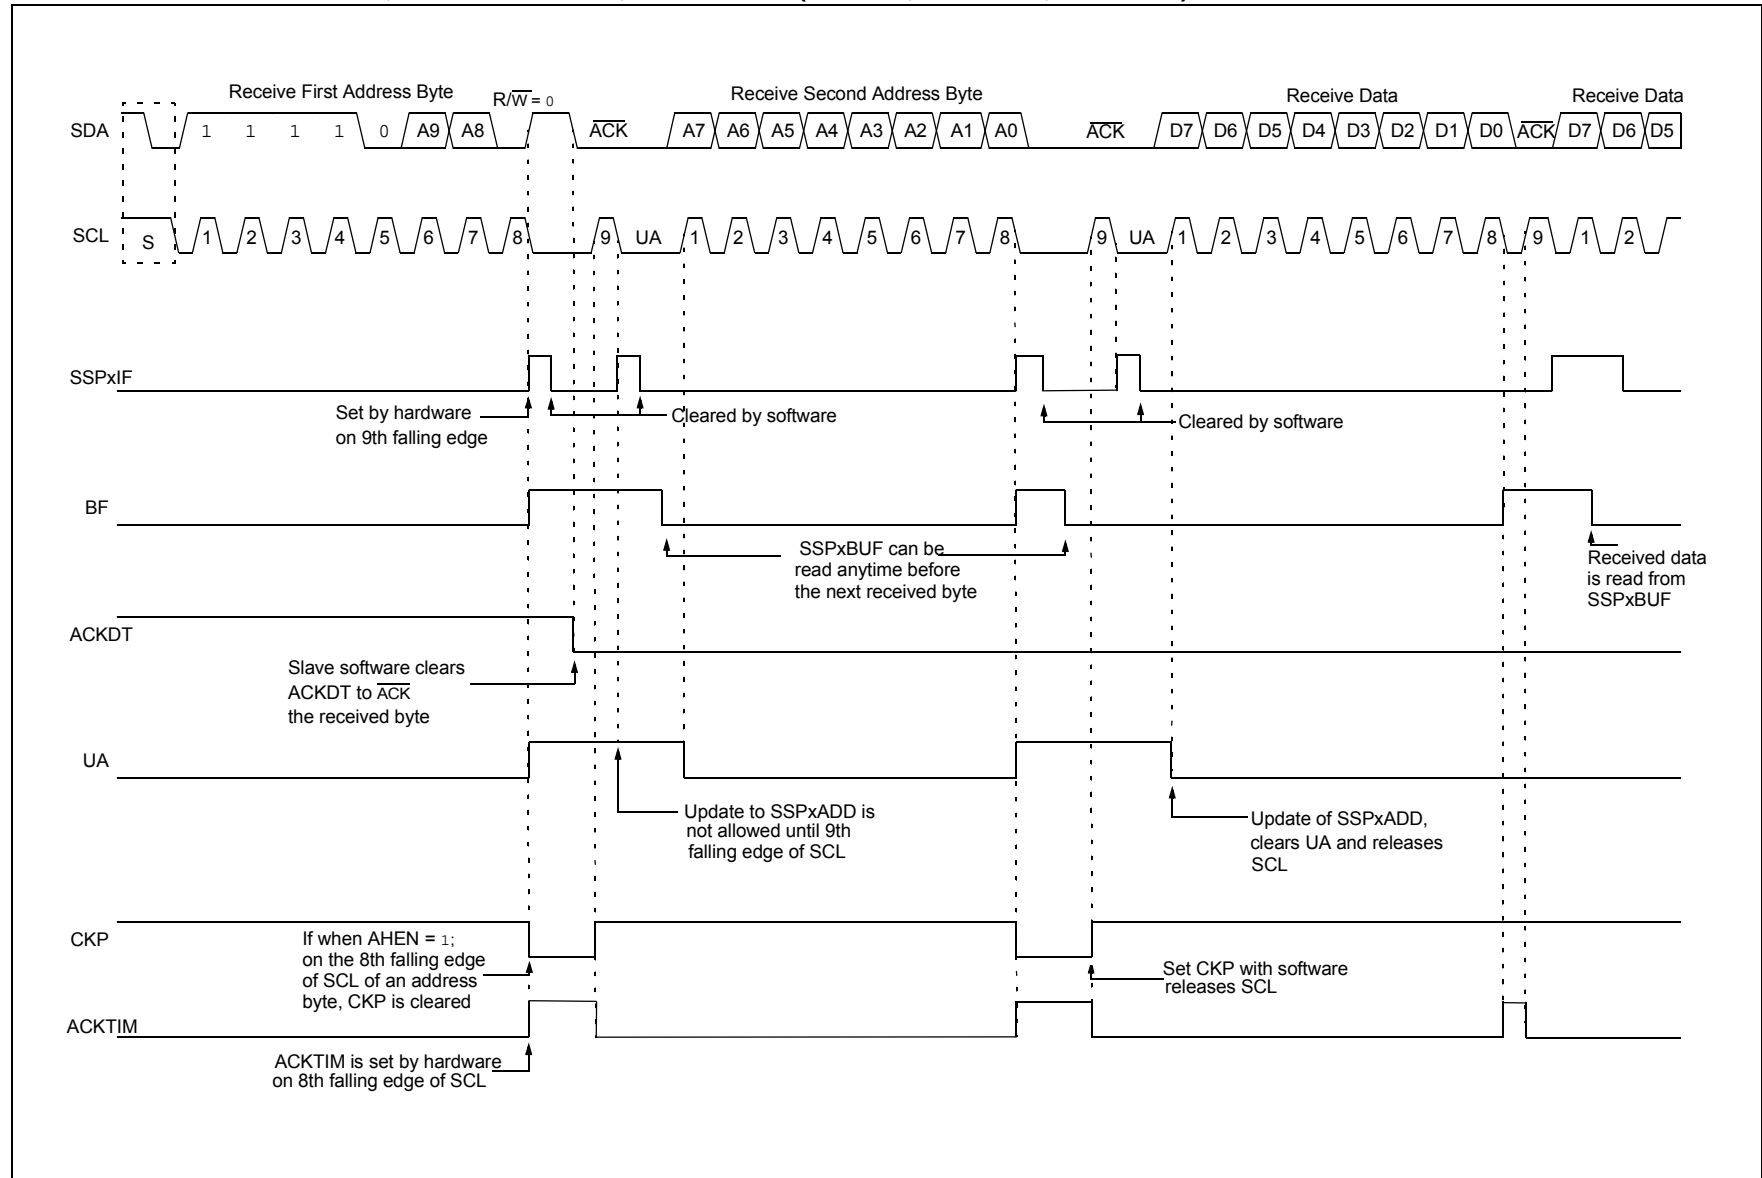 Receive First Address Byte
R/W = 0
Receive Second Address Byte
Receive Data
Receive Data
SDA
1 1 1 1 0 A9 A8
ACK
A7 A6 A5 A4 A3 A2 A1 A0
ACK
D7 D6 D5 D4 D3 D2 D1 D0
ACK
D7 D6 D5
SCL
S
1 2 3 4 5 6 7 8 9 UA 1 2 3 4 5 6 7 8 9 UA 1 2 3 4 5 6 7 8 9 1 2
SSPxIF
Set by hardware
on 9th falling edge
Cleared by software
Cleared by software
BF
SSPxBUF can be
read anytime before
the next received byte
Received data
is read from
SSPxBUF
ACKDT
Slave software clears
ACKDT to ACK
the received byte
UA
Update to SSPxADD is
not allowed until 9th
falling edge of SCL
Update of SSPxADD,
clears UA and releases
SCL
CKP
If when AHEN = 1;
on the 8th falling edge
of SCL of an address
byte, CKP is cleared
Set CKP with software
releases SCL
ACKTIM
ACKTIM is set by hardware
on 8th falling edge of SCL